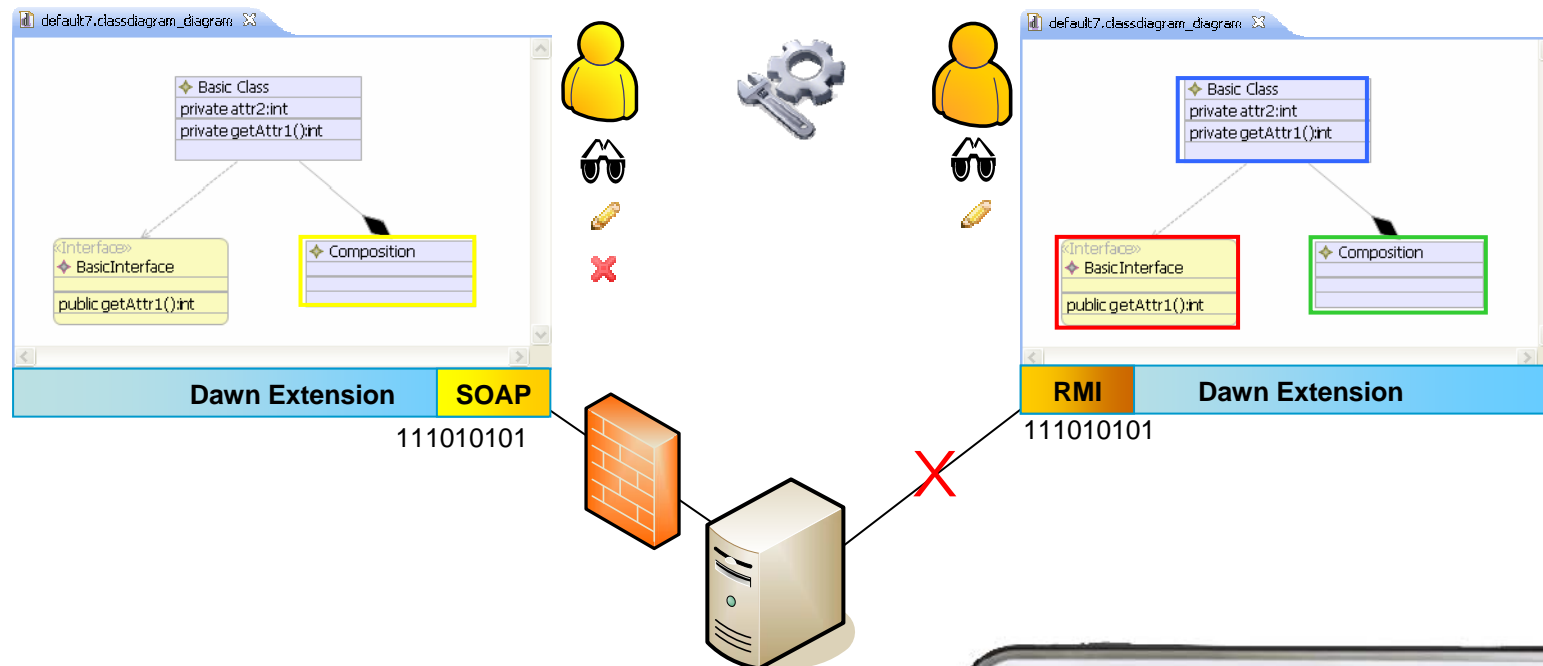 default7.classdiagram_diagram
Basic Class
private attr2:int
private getAttr1():int
«Interface»
BasicInterface
public getAttr1():int
Composition
Dawn Extension
SOAP
111010101
default7.classdiagram_diagram
Basic Class
private attr2:int
private getAttr1():int
«Interface»
BasicInterface
public getAttr1():int
Composition
RMI
Dawn Extension
111010101
X